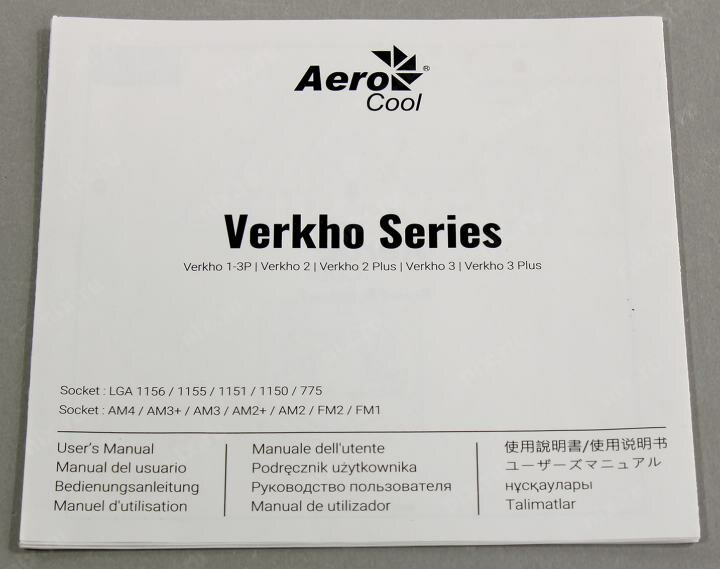 Aero
Cool
®
Verkho Series
Verkho 1-3P | Verkho 2 | Verkho 2 Plus | Verkho 3 | Verkho 3 Plus
Socket : LGA 1156 / 1155 / 1151 / 1150 / 775
Socket : AM4 / AM3+ / AM3 / AM2+ / AM2 / FM2 / FM1
User's Manual
Manual del usuario
Bedienungsanleitung
Manuel d'utilisation
Manuale dell'utente
Podręcznik użytkownika
Руководство пользователя
Manual de utilizador
使用說明書/使用说明书
ユーザーズマニュアル
нұсқаулары
Talimatlar